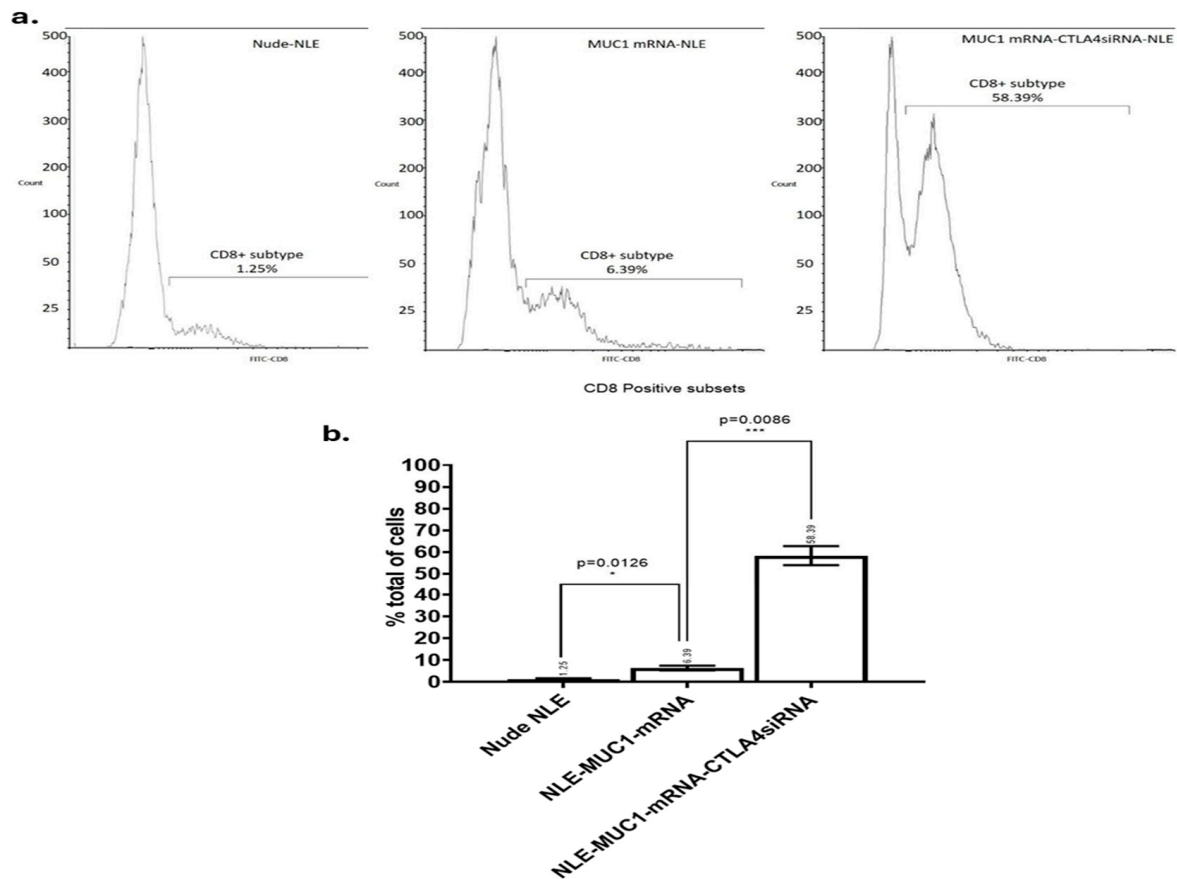 a.
Nude-NLE
500
400
300
200
Count
100
50
25
CD8+ subtype
1.25%
FITC-CD8
MUC1 mRNA-NLE
500
400
300
200
Count
100
50
25
CD8+ subtype
6.39%
FITC-CD8
MUC1 mRNA-CTLA4siRNA-NLE
500
400
300
200
Count
100
50
25
CD8+ subtype
58.39%
FITC-CD8
CD8 Positive subsets
b.
p=0.0086
***
p=0.0126
*
% total of cells
100
90
80
70
60
50
40
30
20
10
0
1.25
6.39
58.39
Nude NLE
NLE-MUC1-mRNA
NLE-MUC1-mRNA-CTLA4siRNA